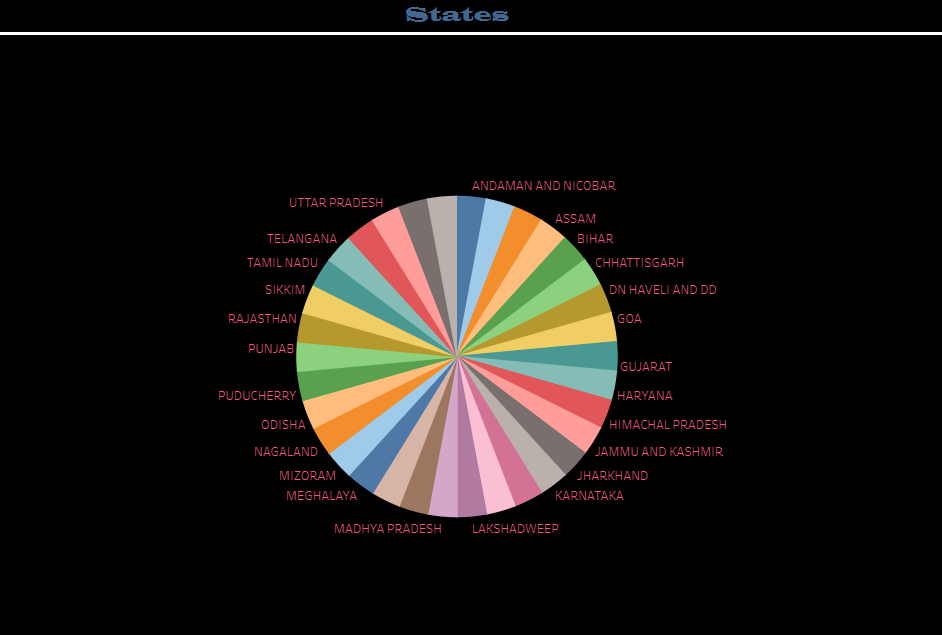 States
ANDAMAN AND NICOBAR
ASSAM
BIHAR
CHHATTISGARH
DN HAVELI AND DD
GOA
GUJARAT
HARYANA
HIMACHAL PRADESH
JAMMU AND KASHMIR
JHARKHAND
KARNATAKA
LAKSHADWEEP
MADHYA PRADESH
MEGHALAYA
MIZORAM
NAGALAND
ODISHA
PUDUCHERRY
PUNJAB
RAJASTHAN
SIKKIM
TAMIL NADU
TELANGANA
UTTAR PRADESH